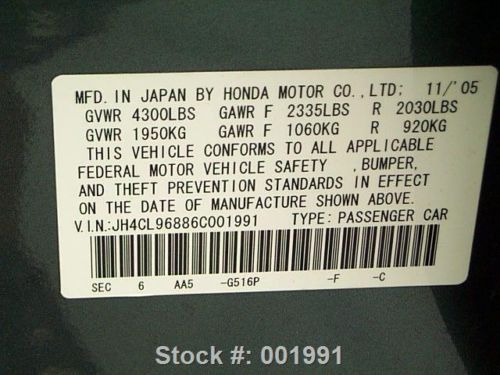 MFD. IN JAPAN BY HONDA MOTOR CO.,LTD; 11/'05
GVWR 4300LBS GAWR F 2335LBS R 2030LBS
GVWR 1950KG GAWR F 1060KG R 920KG
THIS VEHICLE CONFORMS TO ALL APPLICABLE
FEDERAL MOTOR VEHICLE SAFETY ,BUMPER,
AND THEFT PREVENTION STANDARDS IN EFFECT
ON THE DATE OF MANUFACTURE SHOWN ABOVE.
V.I.N:JH4CL96886C001991 TYPE: PASSENGER CAR
SEC 6 AA5 -G516P -F -C
Stock #: 001991